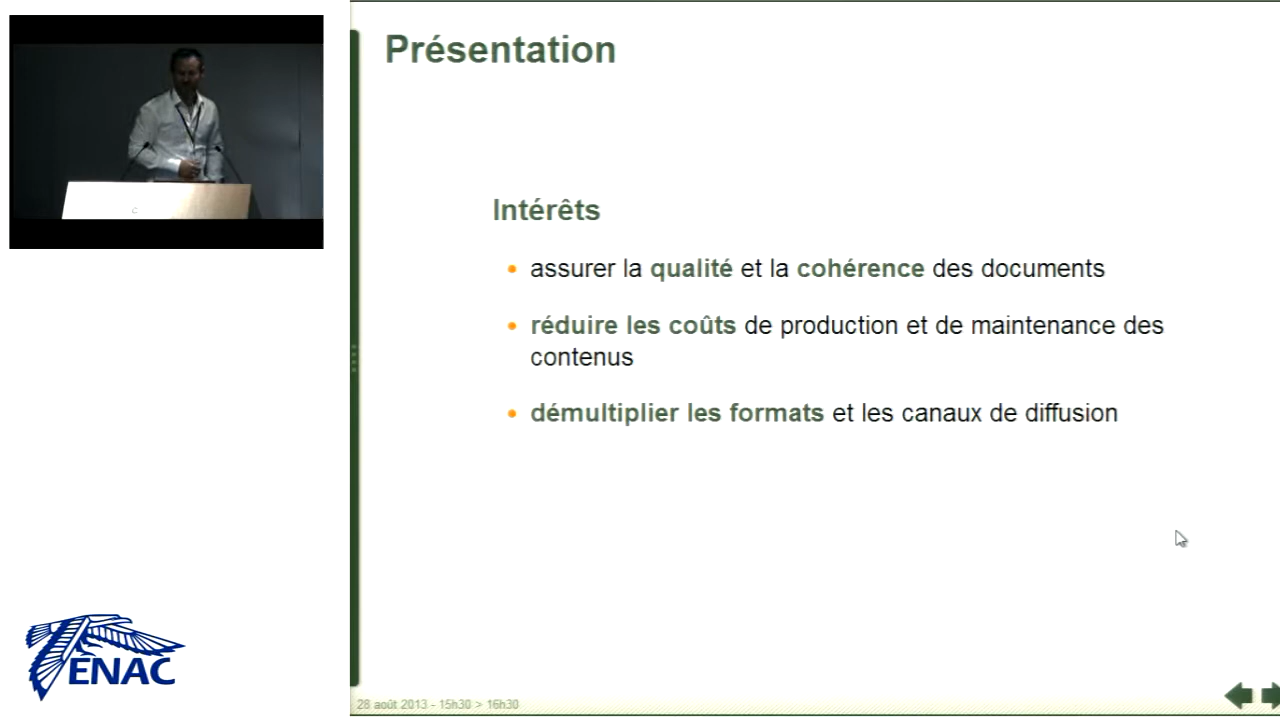 Présentation
Intérêts
assurer la qualité et la cohérence des documents
réduire les coûts de production et de maintenance des
contenus
démultiplier les formats et les canaux de diffusion
ENAC
28 août 2013 - 15h30 > 16h30